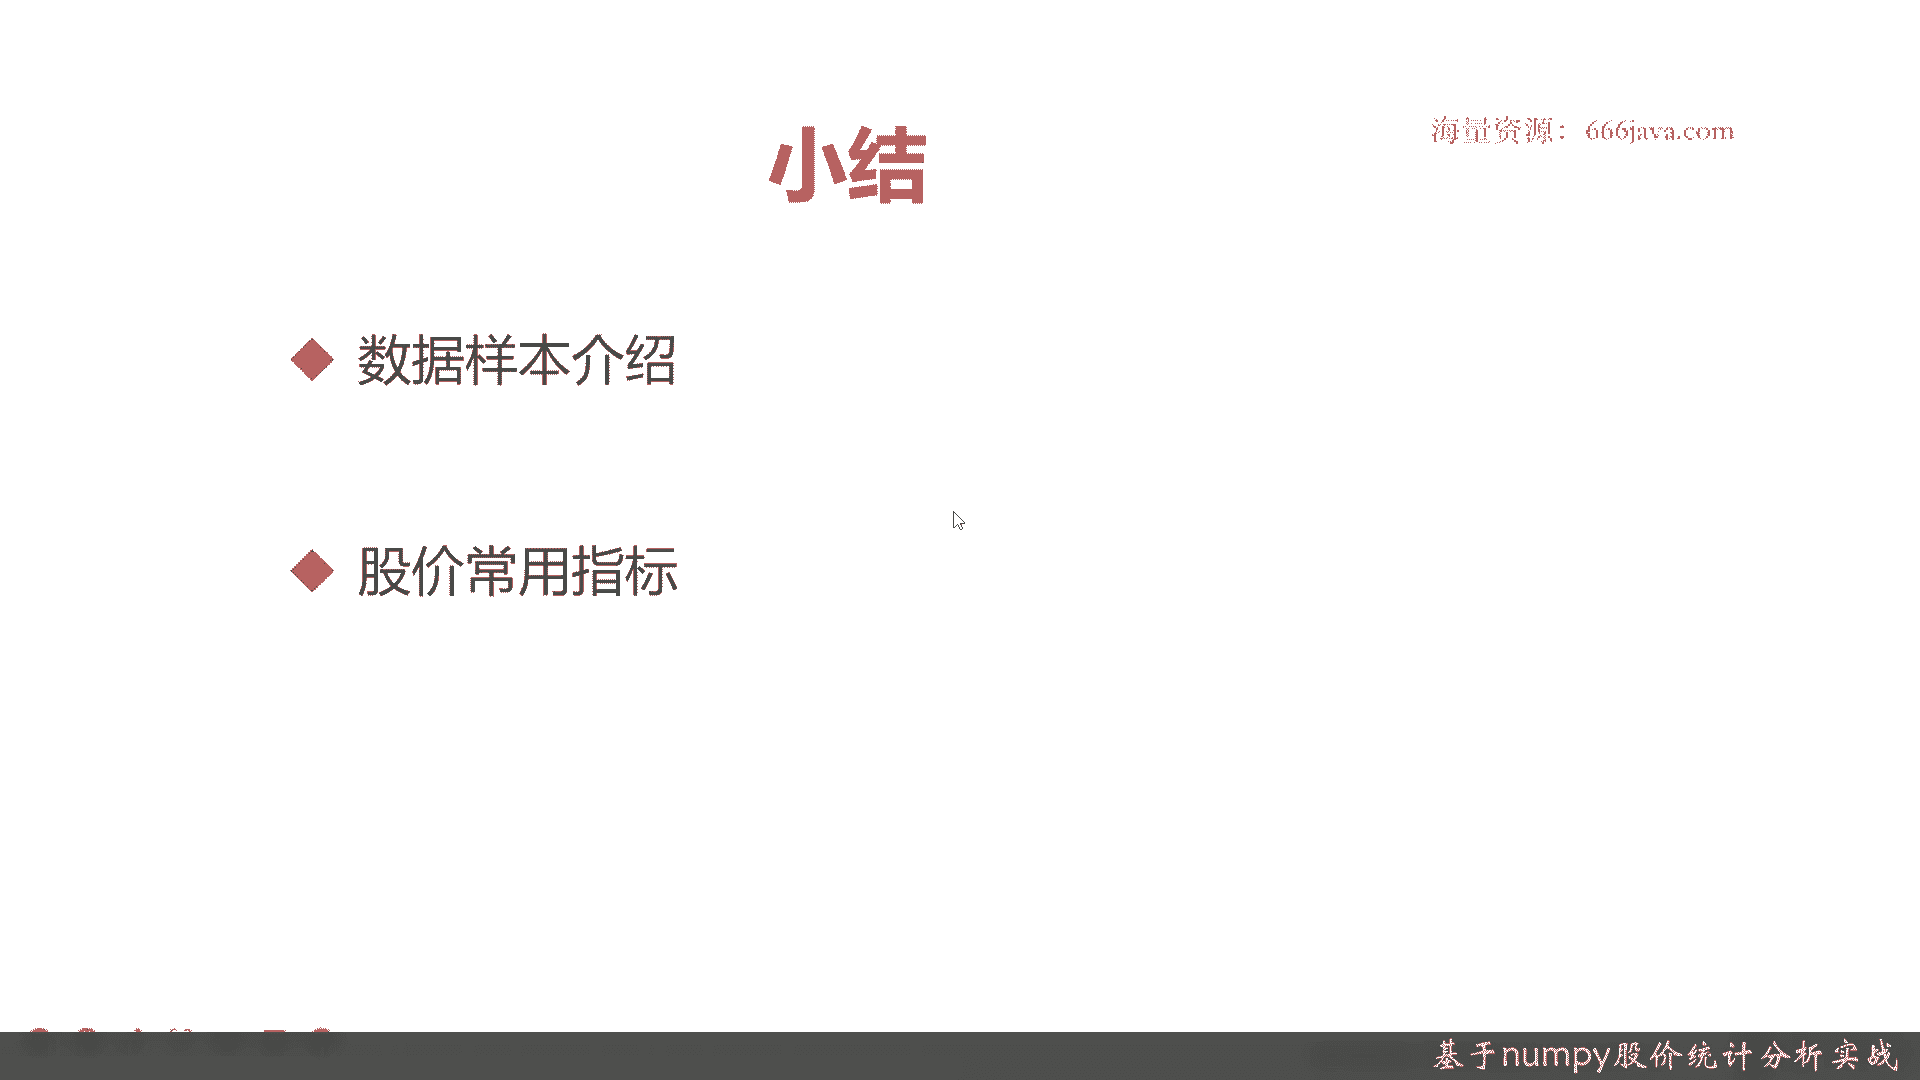 小结
海量资源：666java.com
数据样本介绍
股价常用指标
基于numpy股价统计分析实战